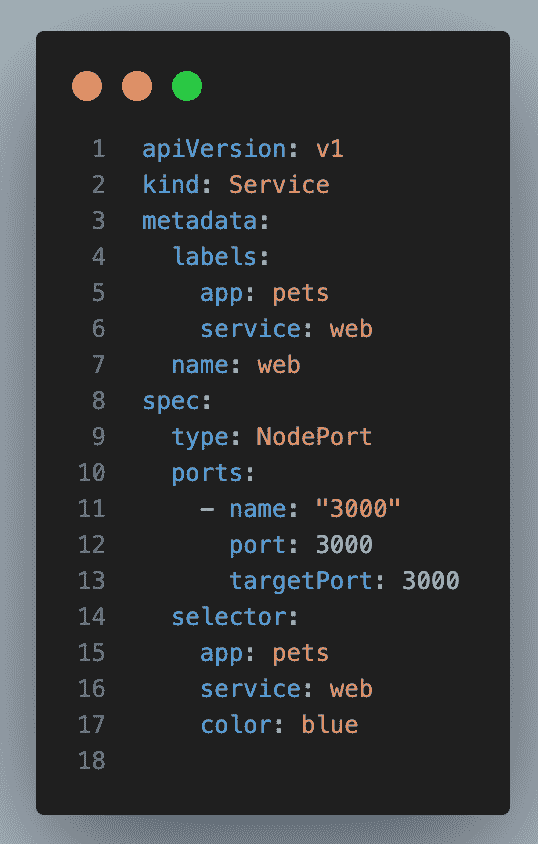 1 apiVersion: v1
2 kind: Service
3 metadata:
4   labels:
5     app: pets
6     service: web
7   name: web
8 spec:
9   type: NodePort
10   ports:
11     - name: "3000"
12       port: 3000
13       targetPort: 3000
14   selector:
15     app: pets
16     service: web
17     color: blue
18